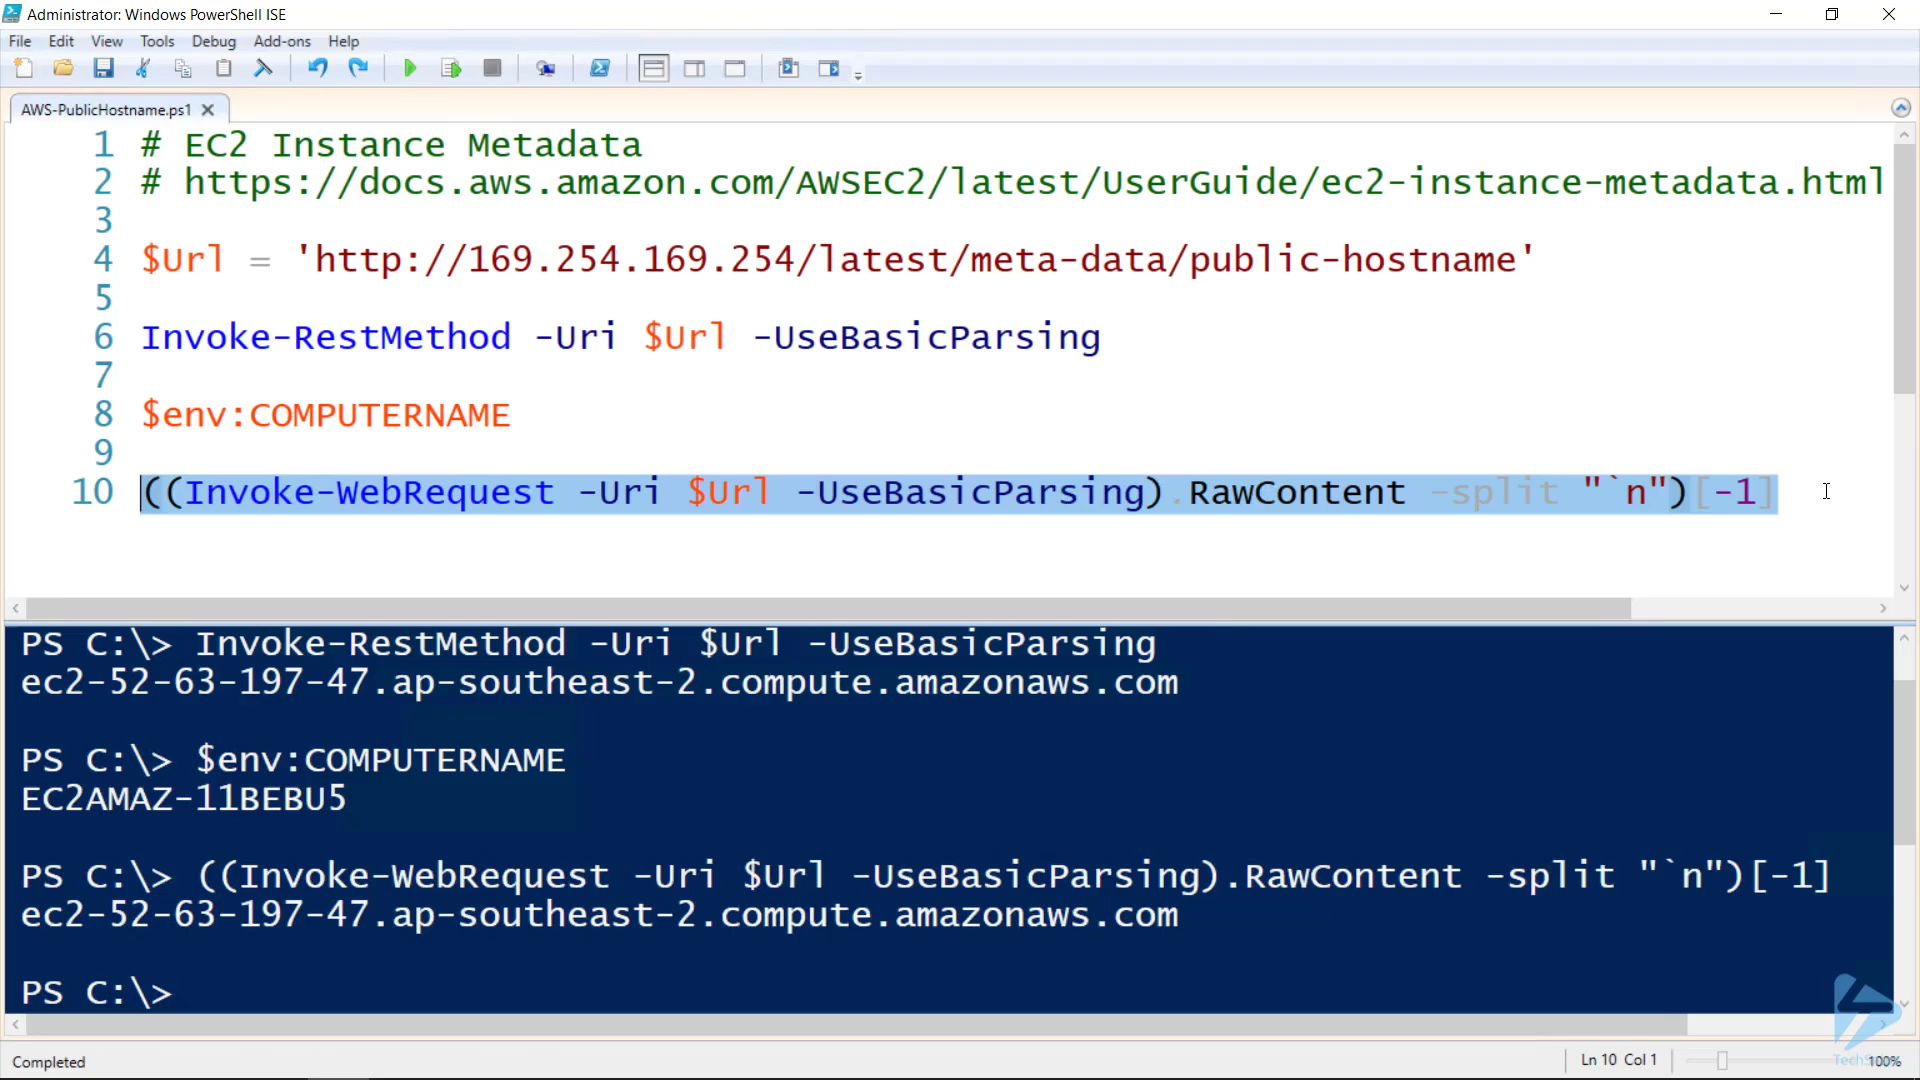 Administrator: Windows PowerShell ISE
File Edit View Tools Debug Add-ons Help
AWS-PublicHostname.ps1
1 # EC2 Instance Metadata
2 # https://docs.aws.amazon.com/AWSEC2/latest/UserGuide/ec2-instance-metadata.html
3
4 $Url = 'http://169.254.169.254/latest/meta-data/public-hostname'
5
6 Invoke-RestMethod -Uri $Url -UseBasicParsing
7
8 $env:COMPUTERNAME
9
10 ((Invoke-WebRequest -Uri $Url -UseBasicParsing).RawContent -split "`n")[-1]
PS C:\> Invoke-RestMethod -Uri $Url -UseBasicParsing
ec2-52-63-197-47.ap-southeast-2.compute.amazonaws.com
PS C:\> $env:COMPUTERNAME
EC2AMAZ-11BEBU5
PS C:\> ((Invoke-WebRequest -Uri $Url -UseBasicParsing).RawContent -split "`n")[-1]
ec2-52-63-197-47.ap-southeast-2.compute.amazonaws.com
PS C:\>
Completed
Ln 10 Col 1
100%